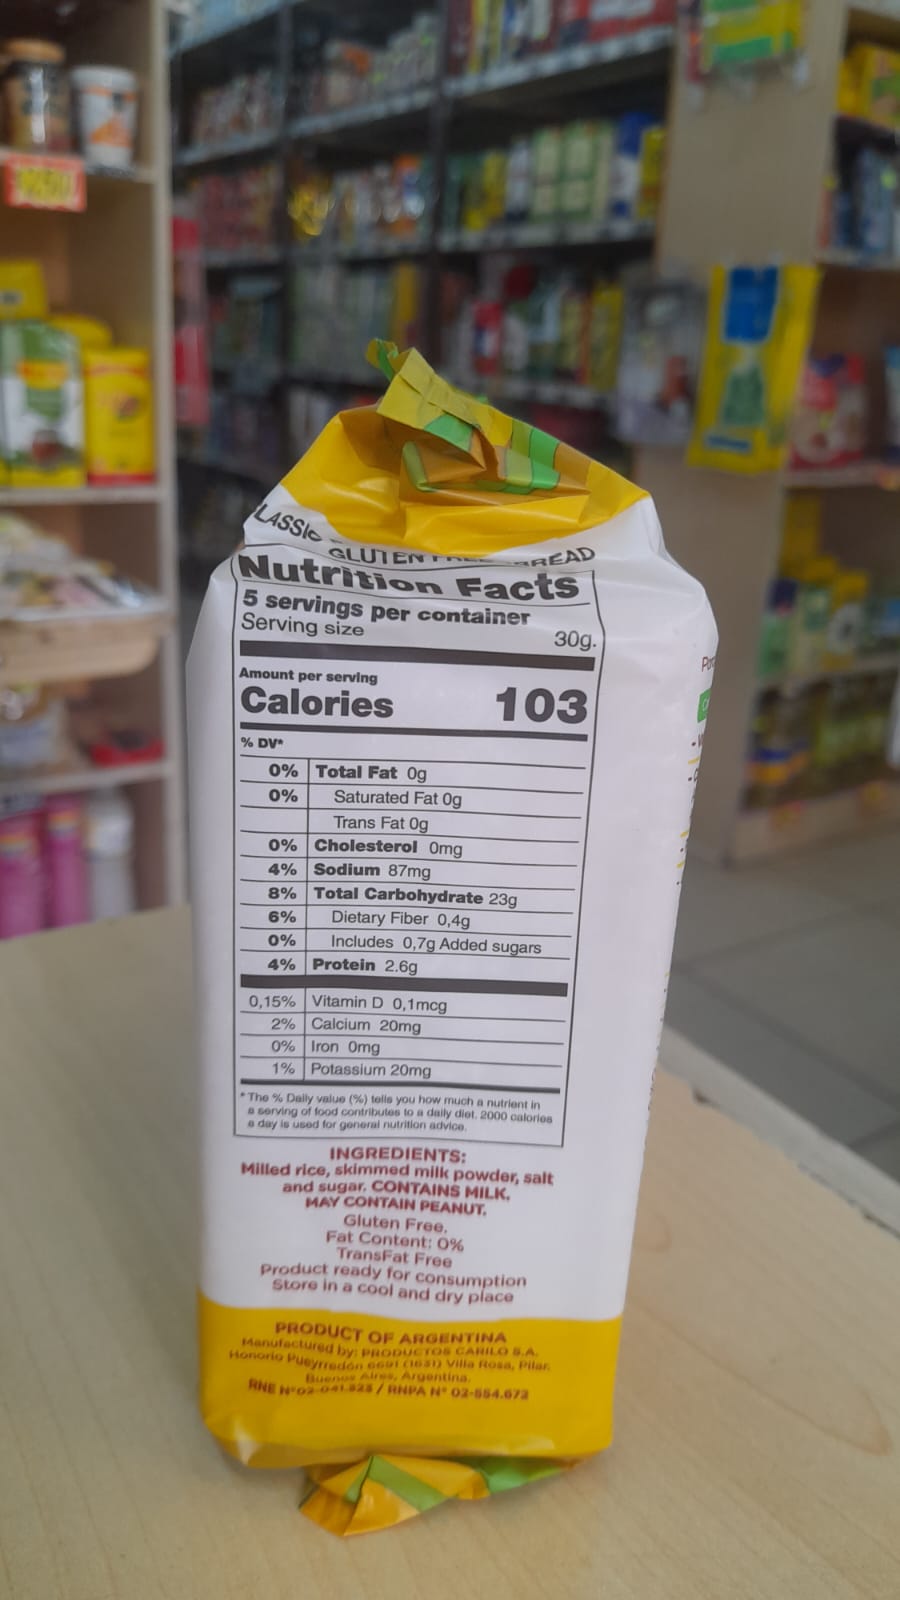 GLUTEN BREAD
Nutrition Facts
5 servings per container
Serving size 30g.
Amount per serving
Calories 103
% DV*
0% Total Fat 0g
0% Saturated Fat 0g
Trans Fat 0g
0% Cholesterol 0mg
4% Sodium 87mg
8% Total Carbohydrate 23g
6% Dietary Fiber 0,4g
0% Includes 0,7g Added sugars
4% Protein 2.6g
0,15% Vitamin D 0,1mcg
2% Calcium 20mg
0% Iron 0mg
1% Potassium 20mg
* The % Daily value (%) tells you how much a nutrient in
a serving of food contributes to a daily diet. 2000 calories
a day is used for general nutrition advice.
INGREDIENTS:
Milled rice, skimmed milk powder, salt
and sugar. CONTAINS MILK.
MAY CONTAIN PEANUT.
Gluten Free.
Fat Content: 0%
TransFat Free
Product ready for consumption
Store in a cool and dry place
PRODUCT OF ARGENTINA
Manufactured by: PRODUCTOS CARILO S.A.
Honorio Pueyrredón 6691 (1631) Villa Rosa, Pilar.
Buenos Aires, Argentina.
RNE N°02-041.323 / RNPA N° 02-554.672